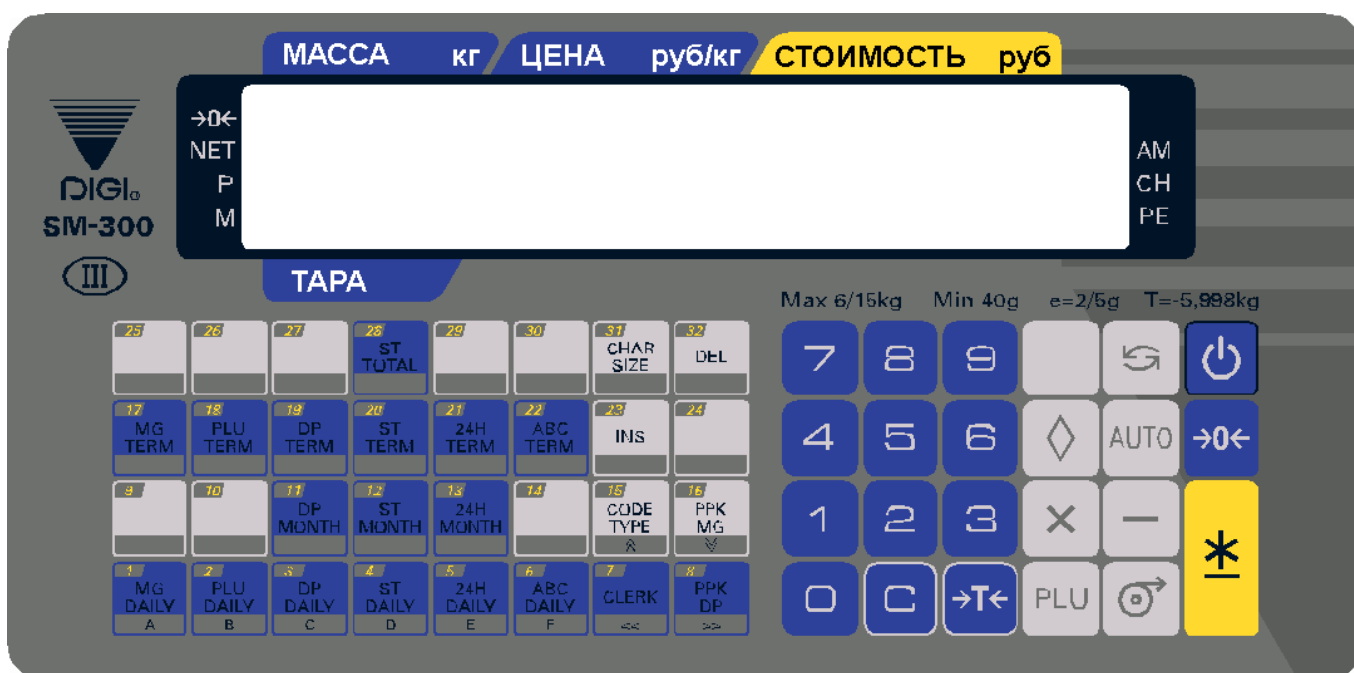 МАССА кг ЦЕНА руб/кг СТОИМОСТЬ руб
→0←
NET
P
M
AM
CH
PE
DIGI®
SM-300
III
ТАРА
Max 6/15kg Min 40g e=2/5g T=-5,998kg
25 26 27 28 29 30 31 32
ST TOTAL
CHAR SIZE
DEL
7 8 9
17 18 19 20 21 22 23 24
MG TERM
PLU TERM
DP TERM
ST TERM
24H TERM
ABC TERM
INS
4 5 6 AUTO →0←
9 10 11 12 13 14 15 16
DP MONTH
ST MONTH
24H MONTH
CODE TYPE
PPK MG
1 2 3 × — *
1 2 3 4 5 6 7 8
MG DAILY
PLU DAILY
DP DAILY
ST DAILY
24H DAILY
ABC DAILY
CLERK
PPK DP
A B C D E F << >>
0 C →T← PLU